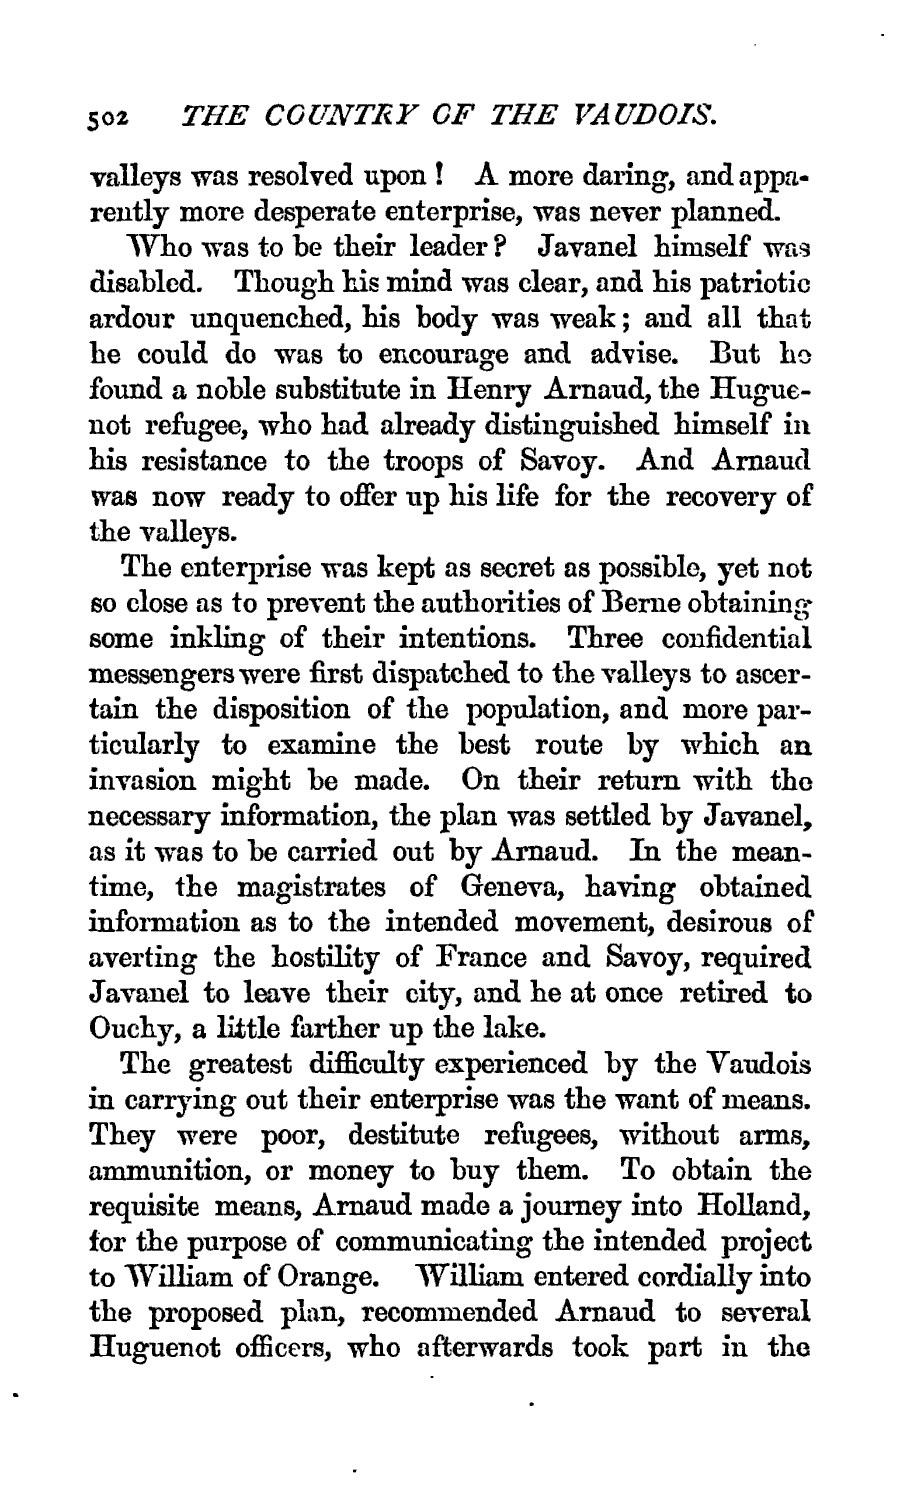 502 THE COUNTRY OF THE VAUDOIS.
valleys was resolved upon! A more daring, and appa-
rently more desperate enterprise, was never planned.
Who was to be their leader? Javanel himself was
disabled. Though his mind was clear, and his patriotic
ardour unquenched, his body was weak; and all that
he could do was to encourage and advise. But he
found a noble substitute in Henry Arnaud, the Hugue-
not refugee, who had already distinguished himself in
his resistance to the troops of Savoy. And Arnaud
was now ready to offer up his life for the recovery of
the valleys.
The enterprise was kept as secret as possible, yet not
so close as to prevent the authorities of Berne obtaining
some inkling of their intentions. Three confidential
messengers were first dispatched to the valleys to ascer-
tain the disposition of the population, and more par-
ticularly to examine the best route by which an
invasion might be made. On their return with the
necessary information, the plan was settled by Javanel,
as it was to be carried out by Arnaud. In the mean-
time, the magistrates of Geneva, having obtained
information as to the intended movement, desirous of
averting the hostility of France and Savoy, required
Javanel to leave their city, and he at once retired to
Ouchy, a little farther up the lake.
The greatest difficulty experienced by the Vaudois
in carrying out their enterprise was the want of means.
They were poor, destitute refugees, without arms,
ammunition, or money to buy them. To obtain the
requisite means, Arnaud made a journey into Holland,
for the purpose of communicating the intended project
to William of Orange. William entered cordially into
the proposed plan, recommended Arnaud to several
Huguenot officers, who afterwards took part in the